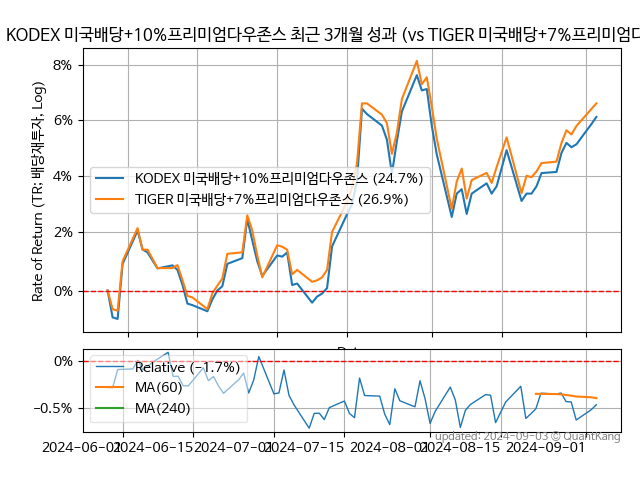 KODEX 미국배당+10%프리미엄다우존스 최근 3개월 성과 (vs TIGER 미국배당+7%프리미엄다
Rate of Return (TR: 배당재투자, Log)
8%
6%
4%
2%
0%
KODEX 미국배당+10%프리미엄다우존스 (24.7%)
TIGER 미국배당+7%프리미엄다우존스 (26.9%)
0%
−0.5%
Relative (−1.7%)
MA(60)
MA(240)
2024−06−01
2024−06−15
2024−07−01
2024−07−15
2024−08−01
2024−08−15
2024−09−01
updated: 2024-09-03 © QuantKang